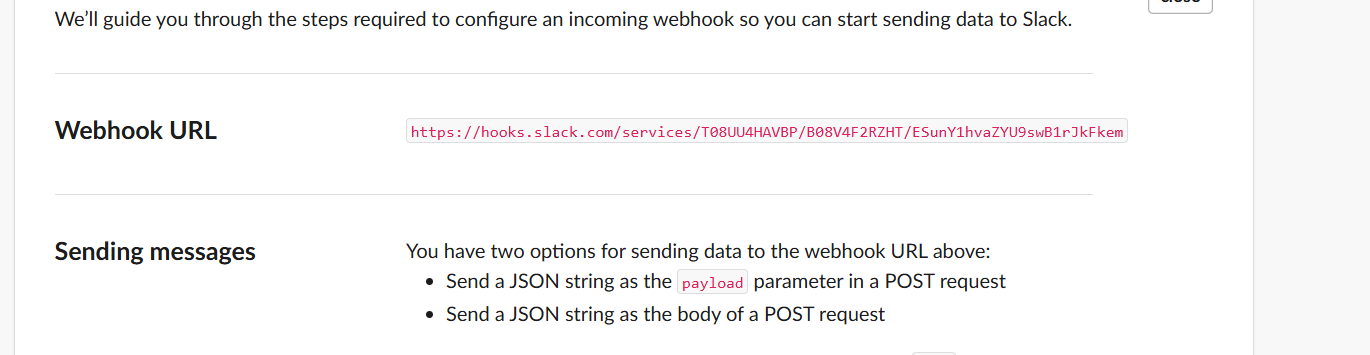 We'll guide you through the steps required to configure an incoming webhook so you can start sending data to Slack.
Webhook URL
https://hooks.slack.com/services/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
Sending messages
You have two options for sending data to the webhook URL above:
• Send a JSON string as the payload parameter in a POST request
• Send a JSON string as the body of a POST request